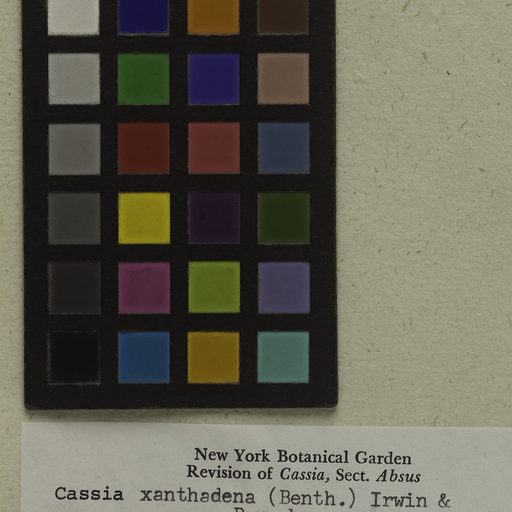 New York Botanical Garden
Revision of Cassia, Sect. Absus
Cassia xanthadena (Benth.) Irwin &